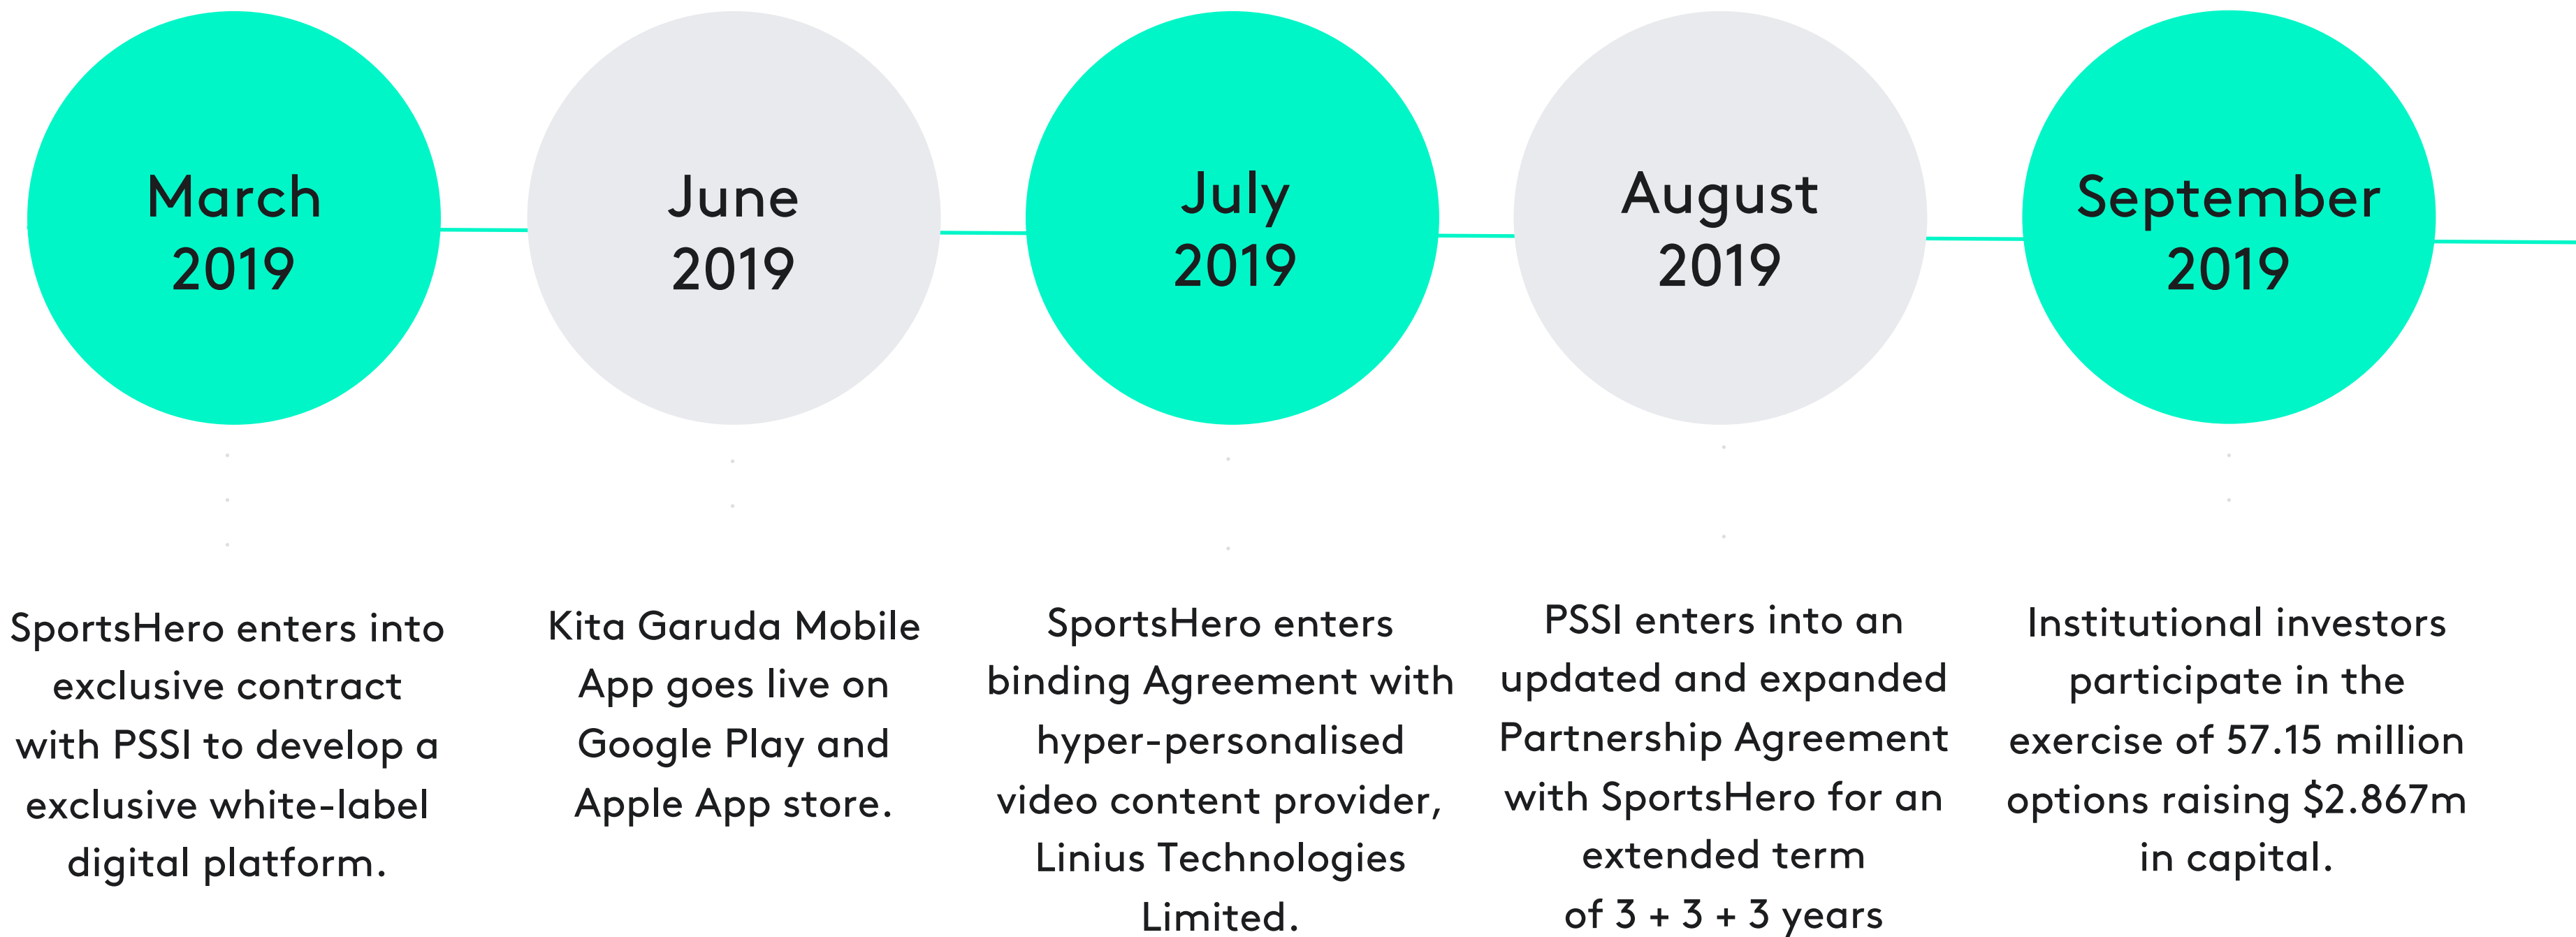 March
2019
June
2019
July
2019
August
2019
September
2019
SportsHero enters into
exclusive contract
with PSSI to develop a
exclusive white-label
digital platform.
Kita Garuda Mobile
App goes live on
Google Play and
Apple App store.
SportsHero enters
binding Agreement with
hyper-personalised
video content provider,
Linius Technologies
Limited.
PSSI enters into an
updated and expanded
Partnership Agreement
with SportsHero for an
extended term
of 3 + 3 + 3 years
Institutional investors
participate in the
exercise of 57.15 million
options raising $2.867m
in capital.